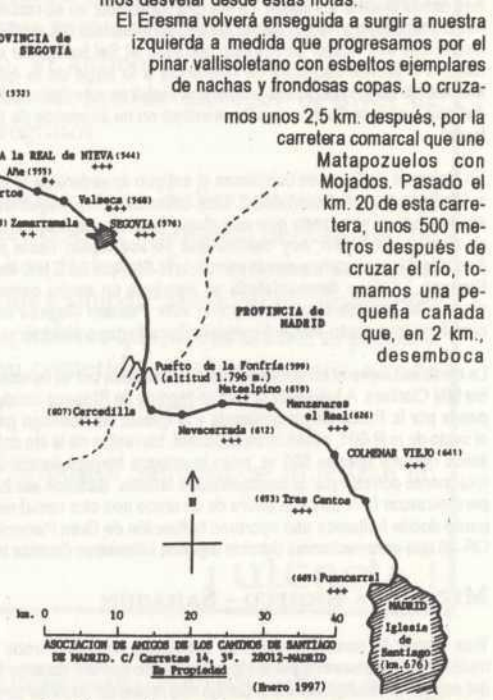 mos desvelar desde estas notas.
El Eresma volverá enseguida a surgir a nuestra
izquierda a medida que progresamos por el
pinar vallisoletano con esbeltos ejemplares
de nachas y frondosas copas. Lo cruza-
mos unos 2,5 km. después, por la
carretera comarcal que une
Matapozuelos con
Mojados. Pasado el
km. 20 de esta carre-
tera, unos 500 me-
tros después de
cruzar el río, to-
mamos una pe-
queña cañada
que, en 2 km.,
desemboca
OVINCIA de
SEGOVIA
(532)
A la REAL de NIEVA (544)
+++
Añe (555)
++
rtos
Valseca (568)
+++
Zamarramala
++
SEGOVIA (576)
+++
PROVINCIA de
MADRID
Puerto de la Fonfría (599)
(altitud 1.796 m.)
(607) Cercedilla
+++
Mataelpino (619)
+++
Navacerrada (612)
+++
Manzanares
el Real (626)
+++
COLMENAR VIEJO (641)
+++
(653) Tres Cantos
+++
(665) Fuencarral
+++
MADRID
Iglesia
de
Santiago
(km.676)
N
km. 0 10 20 30 40
ASOCIACION DE AMIGOS DE LOS CAMINOS DE SANTIAGO
DE MADRID. C/ Carretas 14, 3º. 28012-MADRID
Es Propiedad
(Enero 1997)